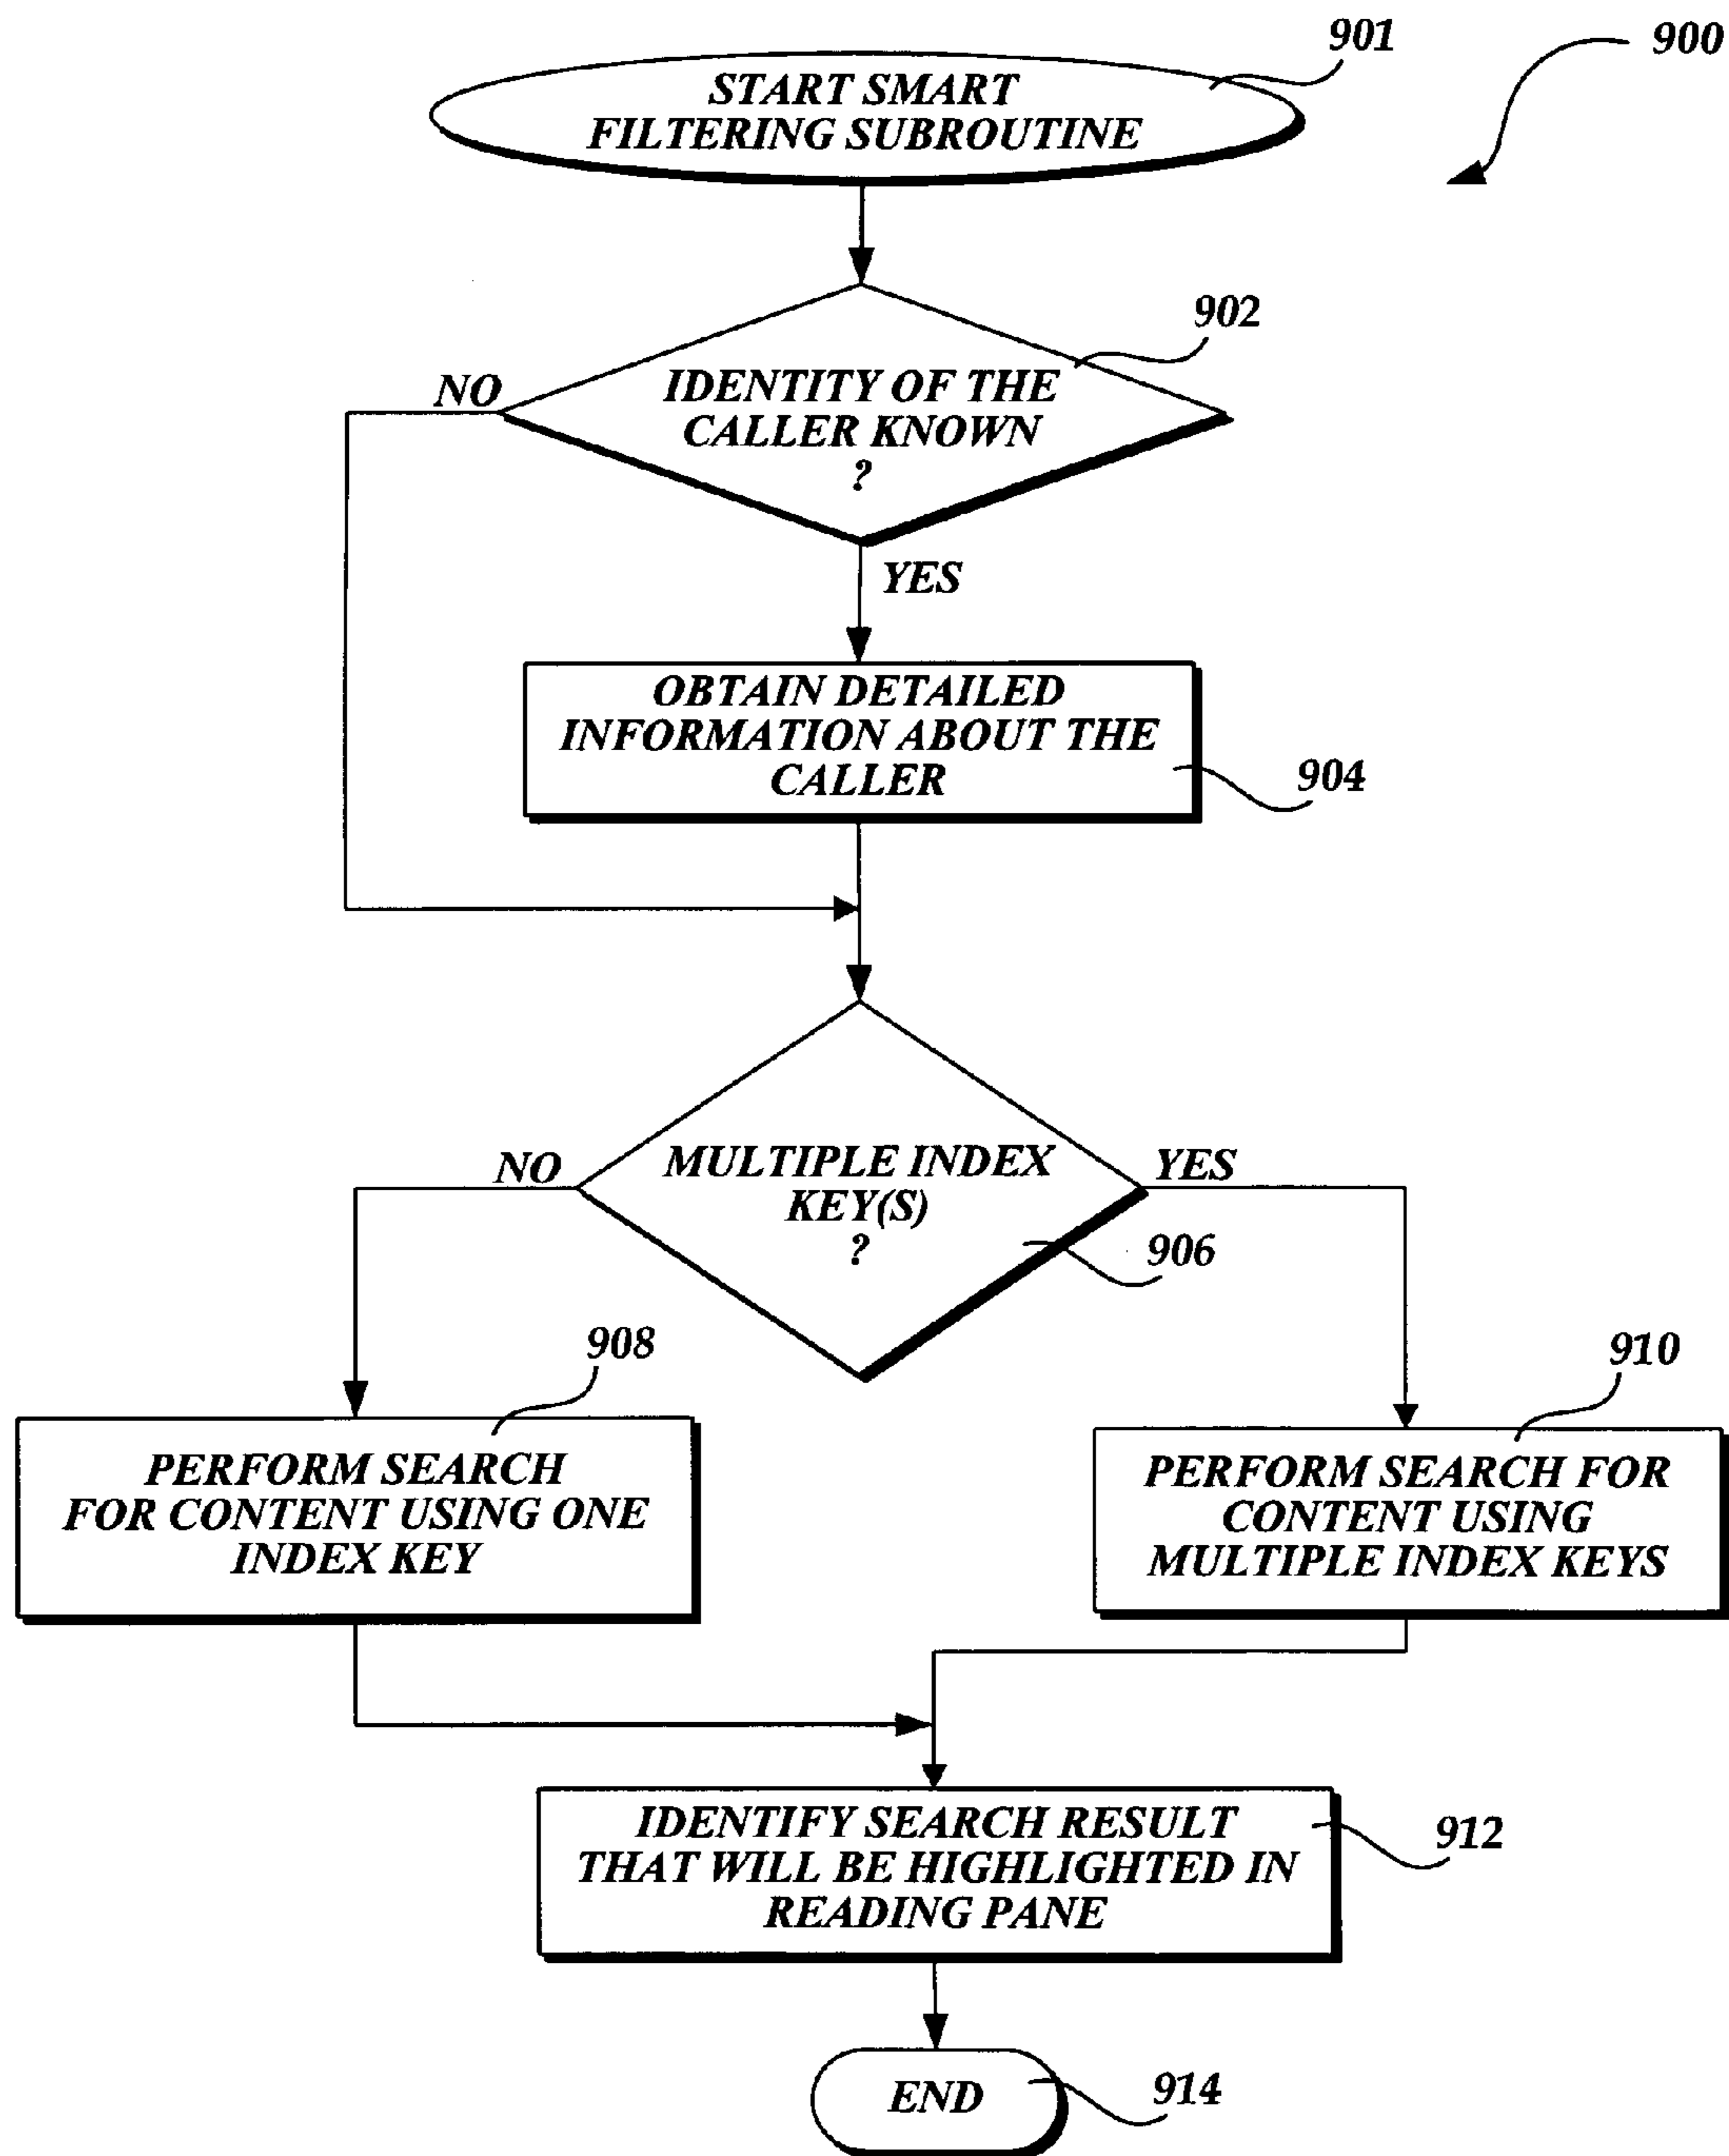 901
900
START SMART
FILTERING SUBROUTINE
902
NO
IDENTITY OF THE
CALLER KNOWN
?
YES
OBTAIN DETAILED
INFORMATION ABOUT THE
CALLER
904
NO
MULTIPLE INDEX
KEY(S)
?
YES
906
908
910
PERFORM SEARCH
FOR CONTENT USING ONE
INDEX KEY
PERFORM SEARCH FOR
CONTENT USING
MULTIPLE INDEX KEYS
IDENTIFY SEARCH RESULT
THAT WILL BE HIGHLIGHTED IN
READING PANE
912
END
914